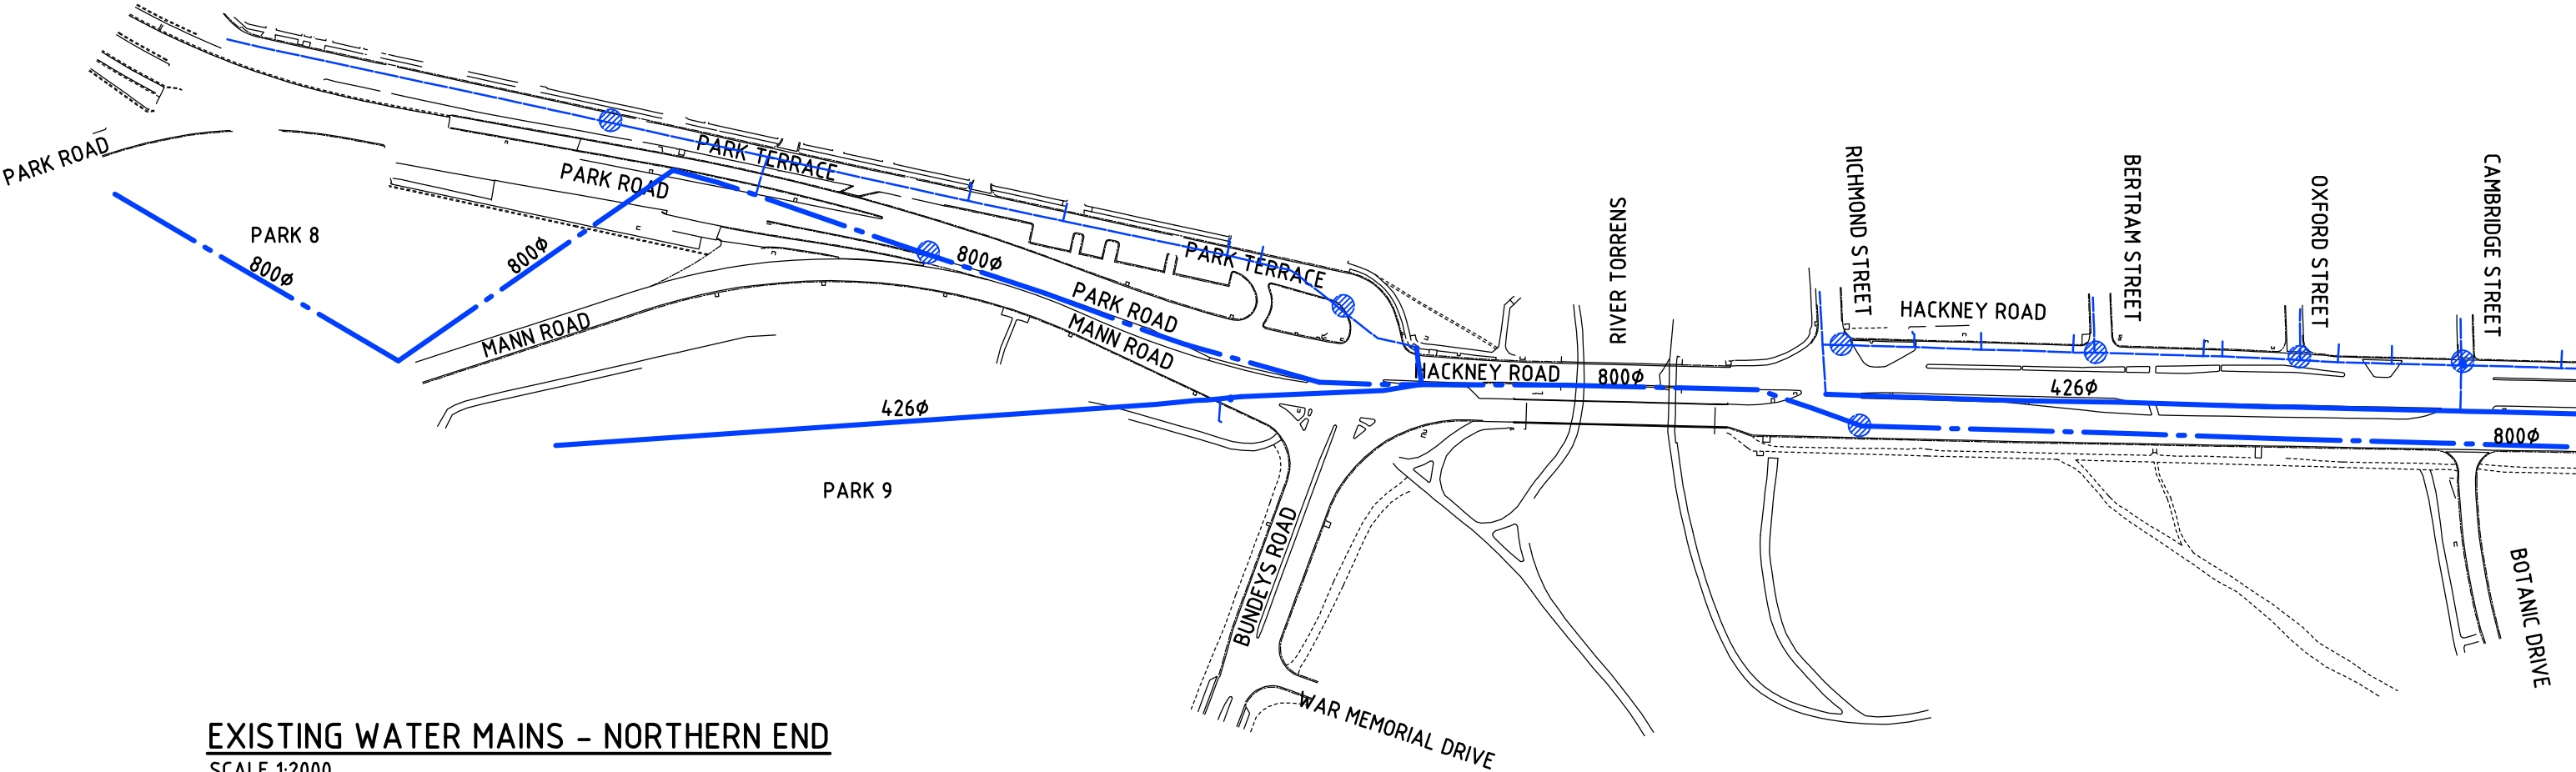 PARK ROAD
PARK 8
800Ø
800Ø
PARK TERRACE
PARK ROAD
MANN ROAD
800Ø
PARK TERRACE
PARK ROAD
MANN ROAD
426Ø
PARK 9
BUNDEYS ROAD
WAR MEMORIAL DRIVE
HACKNEY ROAD
800Ø
RIVER TORRENS
RICHMOND STREET
HACKNEY ROAD
BERTRAM STREET
OXFORD STREET
CAMBRIDGE STREET
426Ø
800Ø
BOTANIC DRIVE
EXISTING WATER MAINS - NORTHERN END
SCALE 1:2000